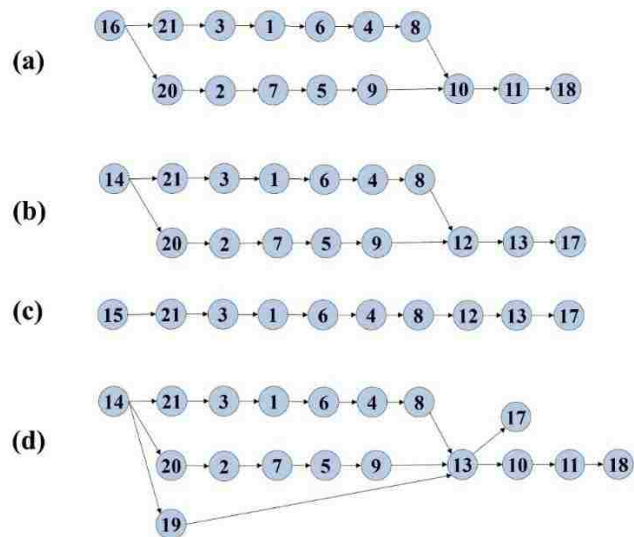 16 21 3 1 6 4 8
(a)
20 2 7 5 9 10 11 18
14 21 3 1 6 4 8
(b)
20 2 7 5 9 12 13 17
(c) 15 21 3 1 6 4 8 12 13 17
14 21 3 1 6 4 8
17
(d)
20 2 7 5 9 13 10 11 18
19